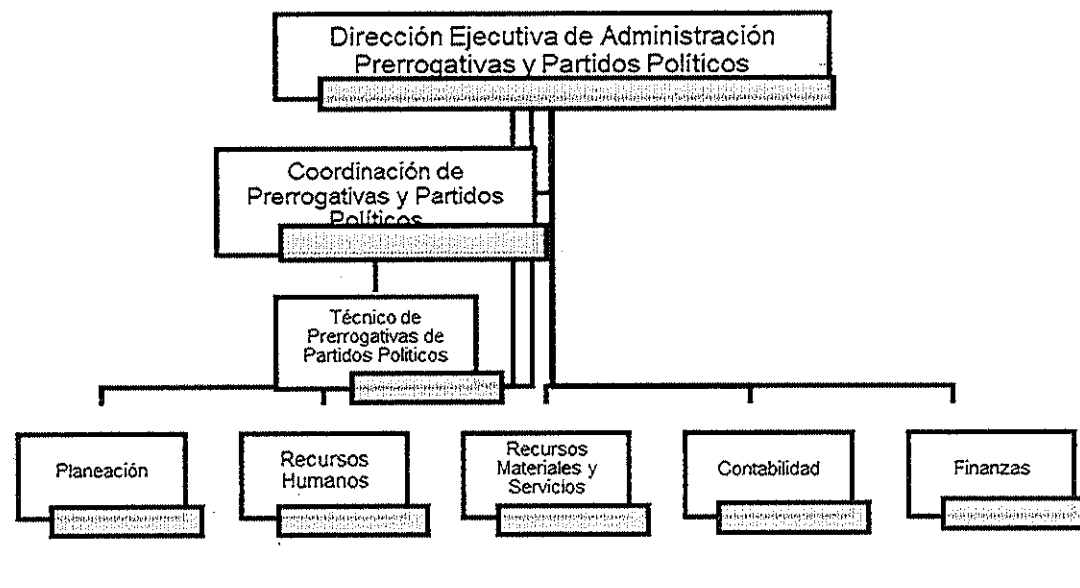 Dirección Ejecutiva de Administración
Prerrogativas y Partidos Políticos
Coordinación de
Prerrogativas y Partidos
Políticos
Técnico de
Prerrogativas de
Partidos Políticos
Planeación
Recursos
Humanos
Recursos
Materiales y
Servicios
Contabilidad
Finanzas